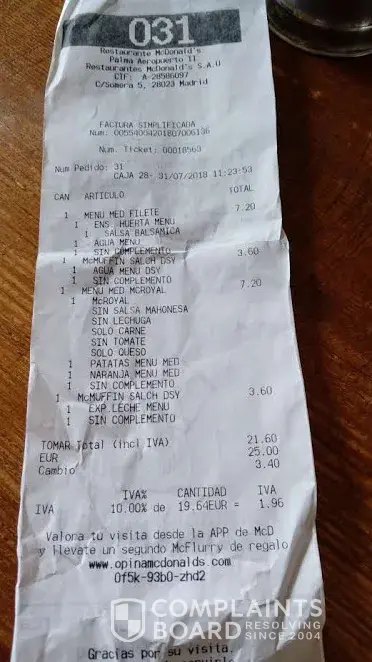 031
Restaurante McDonald's
Palma Aeropuerto II
Restaurantes McDonald's S.A.U
CIF: A-28586097
C/Somera 5, 28023 Madrid
FACTURA SIMPLIFICADA
Num. 00554004201807006136
Num. Ticket: 00018563
Num Pedido: 31
CAJA 28- 31/07/2018 11:23:53
CAN ARTICULO TOTAL
1 MENU MED FILETE 7.20
1 ENS HUERTA MENU
1 SALSA BALSAMICA
1 AGUA MENU
1 SIN COMPLEMENTO
1 McMUFFIN SALCH DSY 3.60
1 AGUA MENU DSY
1 SIN COMPLEMENTO
1 MENU MED MCROYAL 7.20
1 McROYAL
SIN SALSA MAHONESA
SIN LECHUGA
SOLO CARNE
SIN TOMATE
SOLO QUESO
1 PATATAS MENU MED
1 NARANJA MENU MED
1 SIN COMPLEMENTO
1 McMUFFIN SALCH DSY 3.60
1 EXP.LECHE MENU
1 SIN COMPLEMENTO
TOMAR Total (incl IVA) 21.60
EUR 25.00
Cambio 3.40
IVA% CANTIDAD IVA
IVA 10.00% de 19.64EUR = 1.96
Valora tu visita desde la APP de McD
y llevate un segundo McFlurry de regalo
www.opinamcdonalds.com
0f5k-93b0-zhd2
COMPLAINTS
BOARD RESOLVING SINCE 2004
Gracias por su visita.